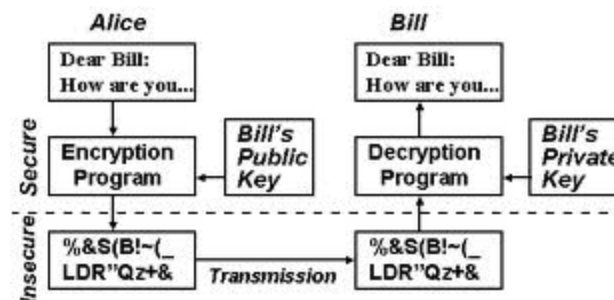 Alice
Bill
Dear Bill:
How are you...
Dear Bill:
How are you...
Secure
Encryption
Program
Bill's
Public
Key
Decryption
Program
Bill's
Private
Key
Insecure
%&S(B!~(_
LDR"Qz+&
Transmission
%&S(B!~(_
LDR"Qz+&